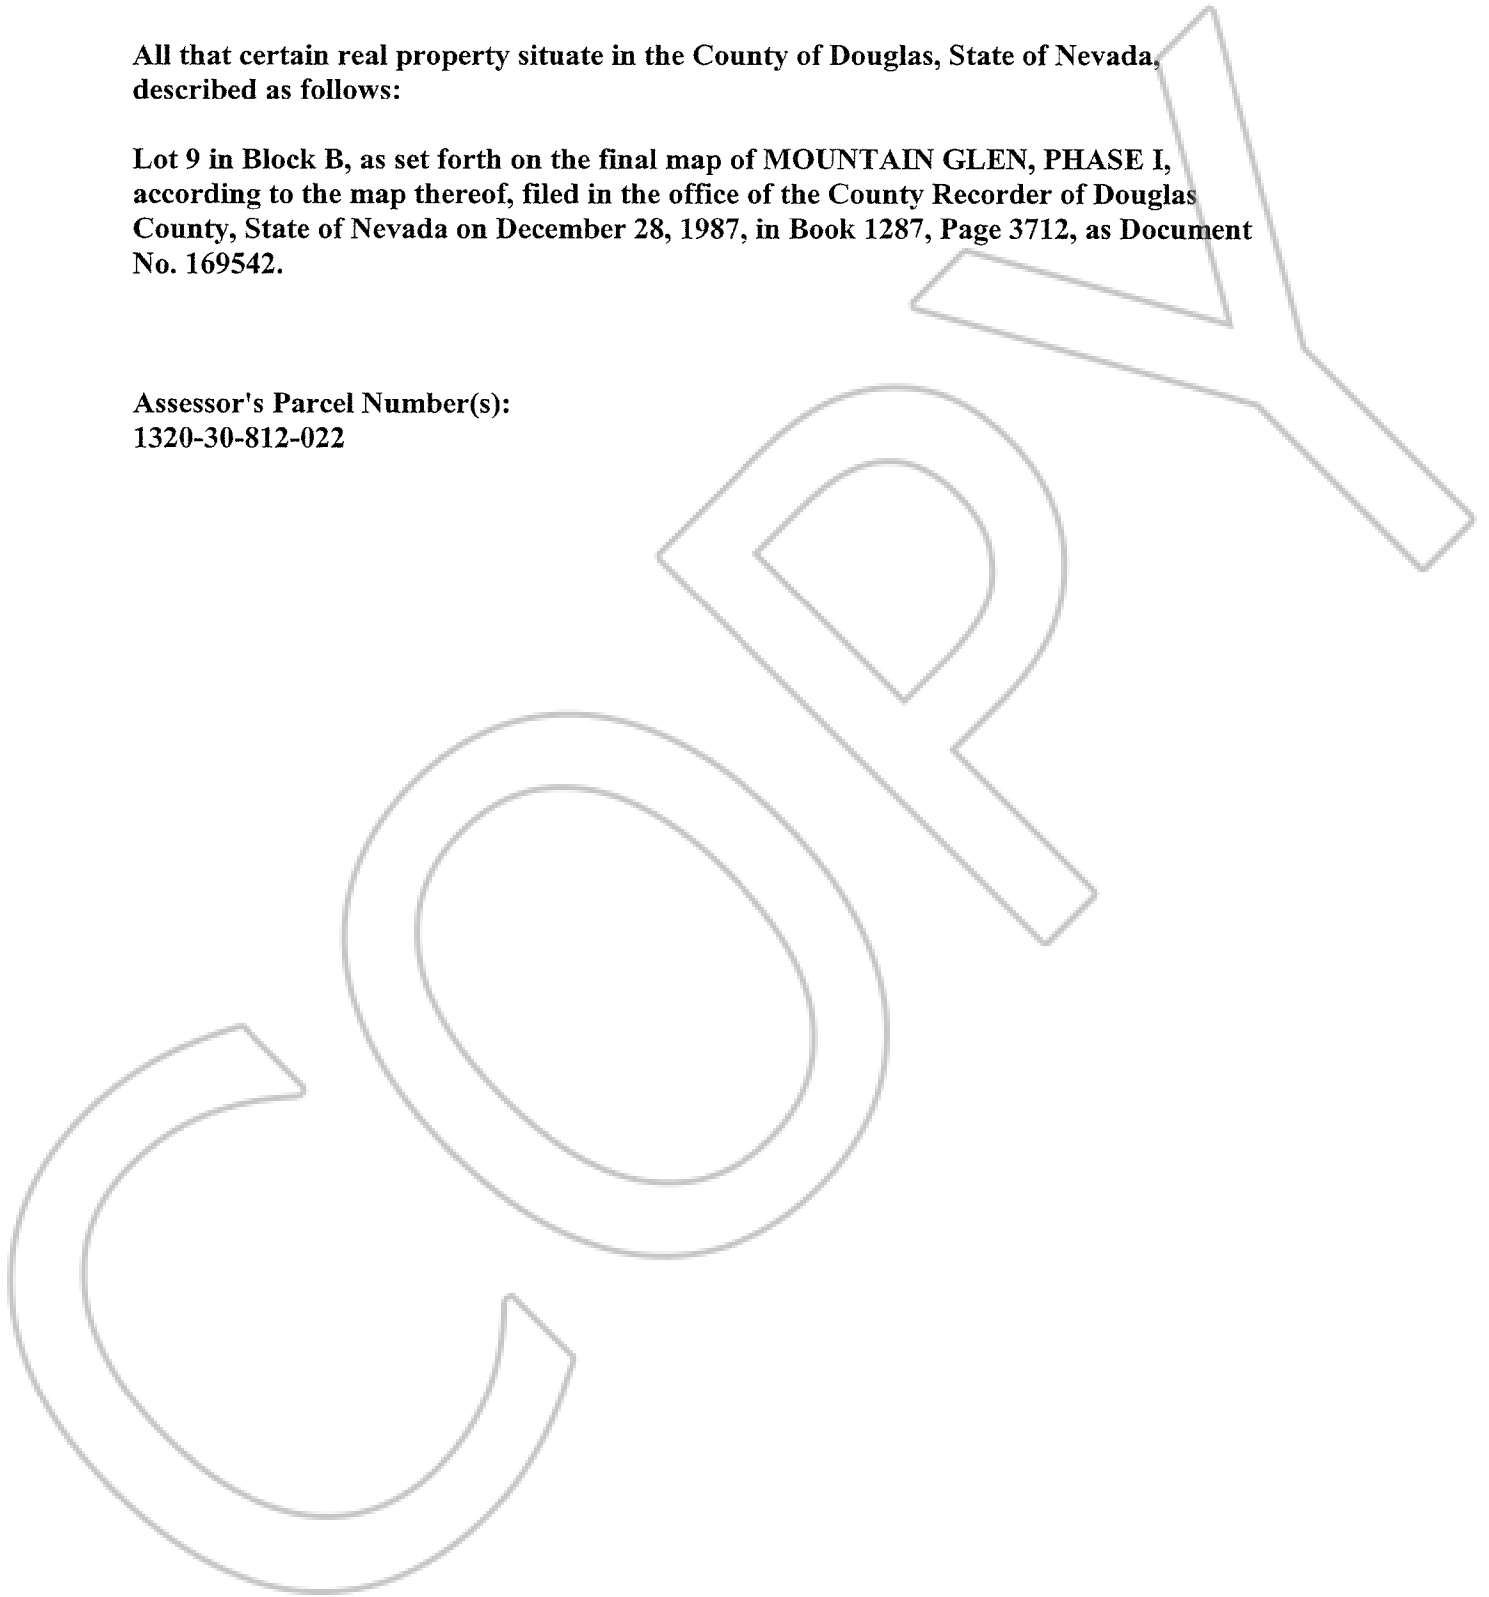 All that certain real property situate in the County of Douglas, State of Nevada,
described as follows:
Lot 9 in Block B, as set forth on the final map of MOUNTAIN GLEN, PHASE I,
according to the map thereof, filed in the office of the County Recorder of Douglas
County, State of Nevada on December 28, 1987, in Book 1287, Page 3712, as Document
No. 169542.
Assessor's Parcel Number(s):
1320-30-812-022
COPY